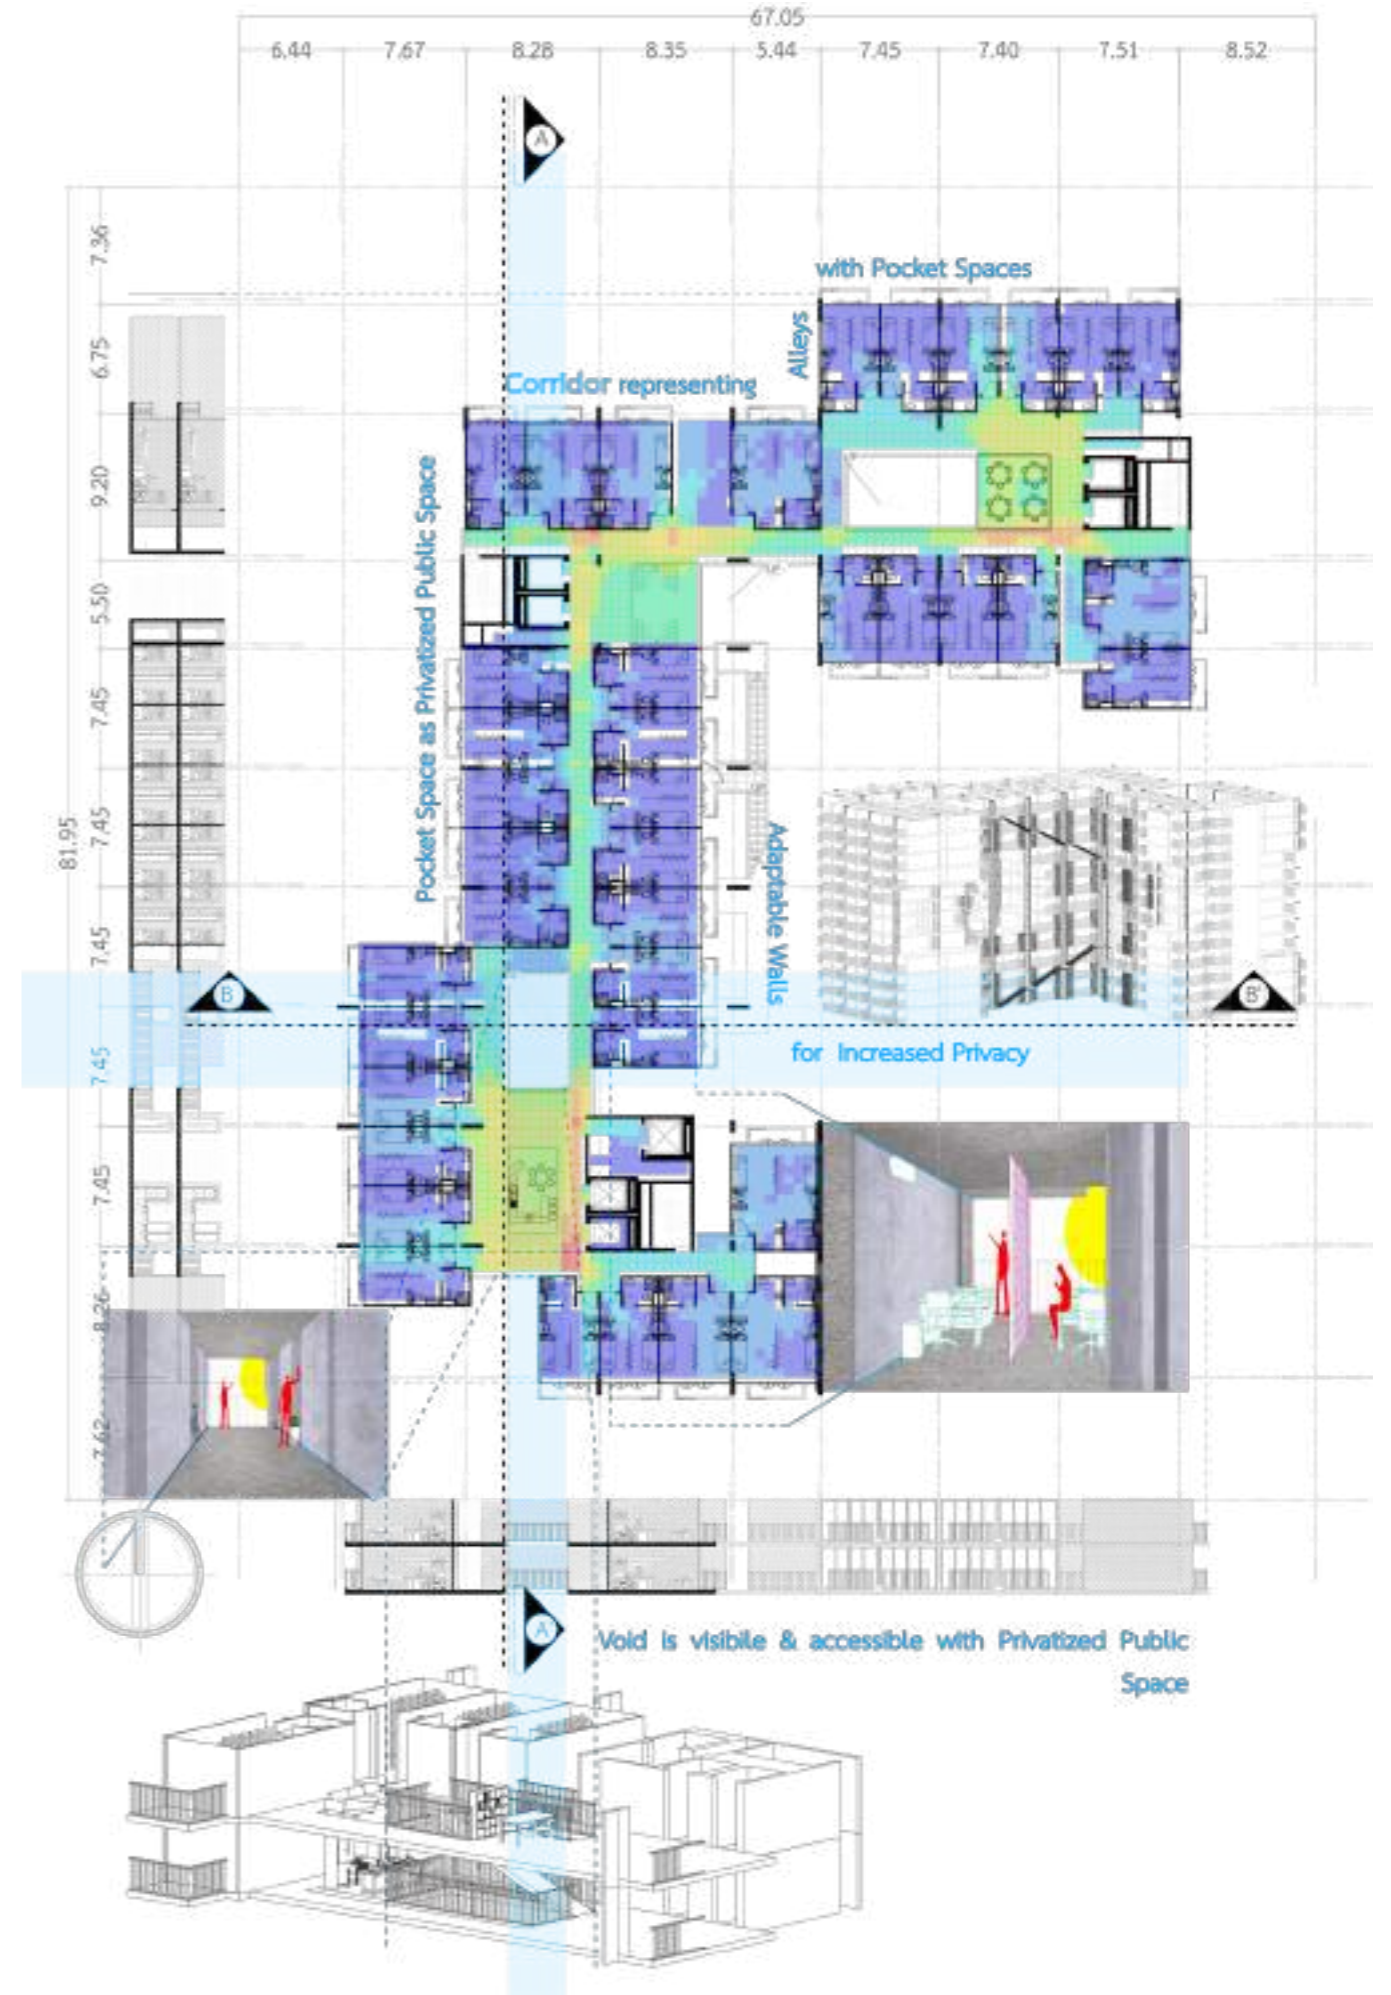 67.05
6.44 7.67 8.28 8.35 5.44 7.45 7.40 7.51 8.52
A
7.36
6.75
9.20
5.50
7.45
7.45
7.45
7.45
7.45
8.26
7.62
81.95
with Pocket Spaces
Alleys
Corridor representing
Pocket Space as Privatized Public Space
Adaptable Walls
B
B'
for Increased Privacy
A
Void is visibile & accessible with Privatized Public
Space